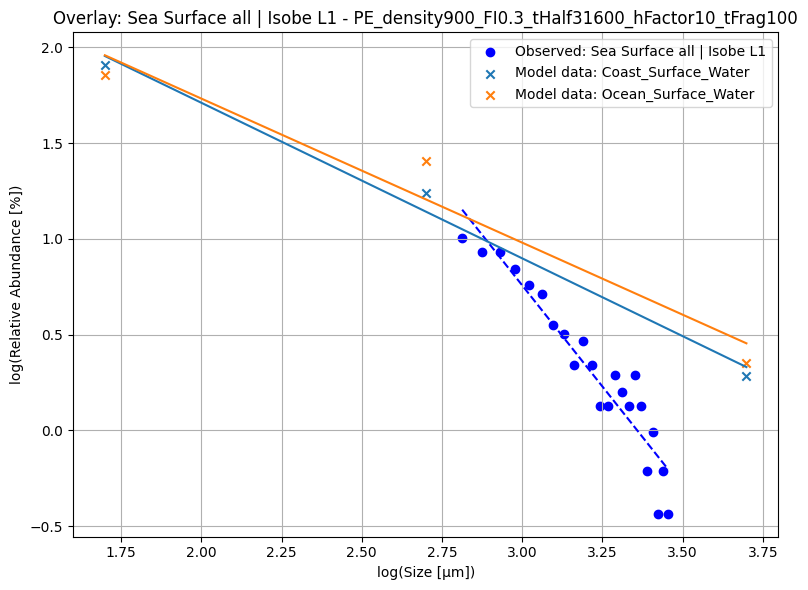 Overlay: Sea Surface all | Isobe L1 - PE_density900_FI0.3_tHalf31600_hFactor10_tFrag100
Observed: Sea Surface all | Isobe L1
Model data: Coast_Surface_Water
Model data: Ocean_Surface_Water
log(Relative Abundance [%])
2.0
1.5
1.0
0.5
0.0
−0.5
1.75 2.00 2.25 2.50 2.75 3.00 3.25 3.50 3.75
log(Size [μm])